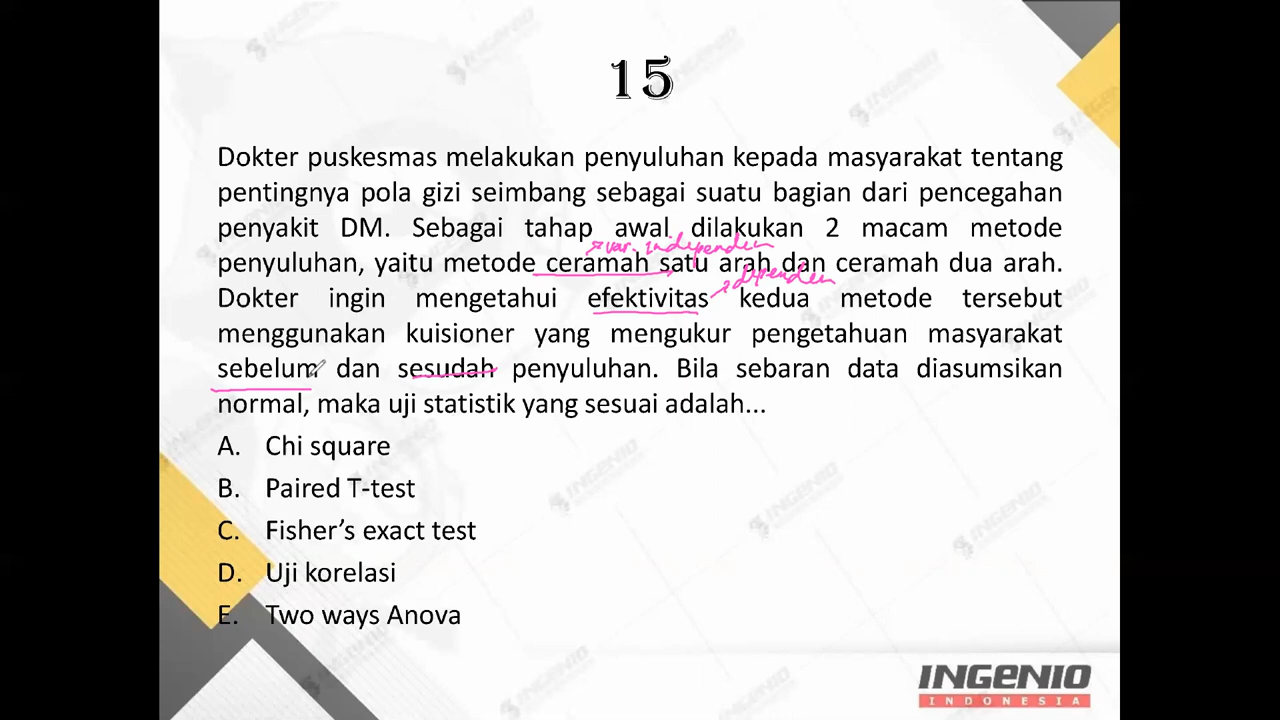 15
Dokter puskesmas melakukan penyuluhan kepada masyarakat tentang
pentingnya pola gizi seimbang sebagai suatu bagian dari pencegahan
penyakit DM. Sebagai tahap awal dilakukan 2 macam metode
var. independen
penyuluhan, yaitu metode ceramah satu arah dan ceramah dua arah.
dependen
Dokter ingin mengetahui efektivitas kedua metode tersebut
menggunakan kuisioner yang mengukur pengetahuan masyarakat
sebelum dan sesudah penyuluhan. Bila sebaran data diasumsikan
normal, maka uji statistik yang sesuai adalah...
A. Chi square
B. Paired T-test
C. Fisher’s exact test
D. Uji korelasi
E. Two ways Anova
INGENIO
INDONESIA